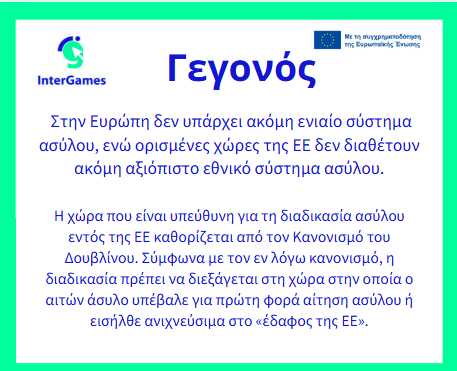 InterGames
Με τη συγχρηματοδότηση
της Ευρωπαϊκής Ένωσης
Γεγονός
Στην Ευρώπη δεν υπάρχει ακόμη ενιαίο σύστημα
ασύλου, ενώ ορισμένες χώρες της ΕΕ δεν διαθέτουν
ακόμη αξιόπιστο εθνικό σύστημα ασύλου.
Η χώρα που είναι υπεύθυνη για τη διαδικασία ασύλου
εντός της ΕΕ καθορίζεται από τον Κανονισμό του
Δουβλίνου. Σύμφωνα με τον εν λόγω κανονισμό, η
διαδικασία πρέπει να διεξάγεται στη χώρα στην οποία ο
αιτών άσυλο υπέβαλε για πρώτη φορά αίτηση ασύλου ή
εισήλθε ανιχνεύσιμα στο «έδαφος της ΕΕ».